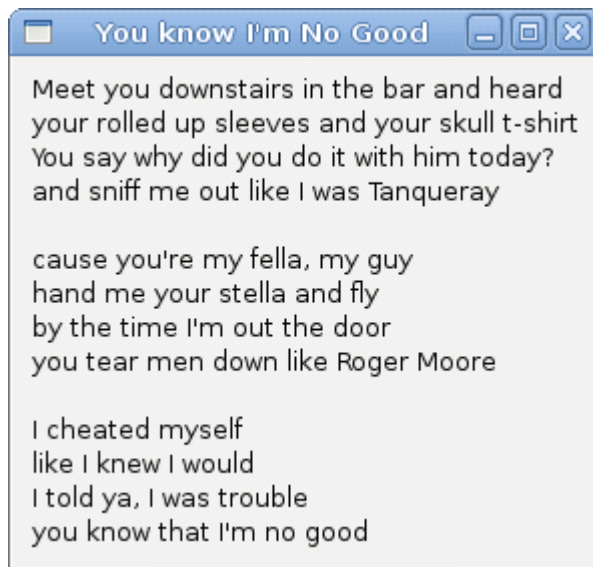 You know I'm No Good
Meet you downstairs in the bar and heard
your rolled up sleeves and your skull t-shirt
You say why did you do it with him today?
and sniff me out like I was Tanqueray

cause you're my fella, my guy
hand me your stella and fly
by the time I'm out the door
you tear men down like Roger Moore

I cheated myself
like I knew I would
I told ya, I was trouble
you know that I'm no good